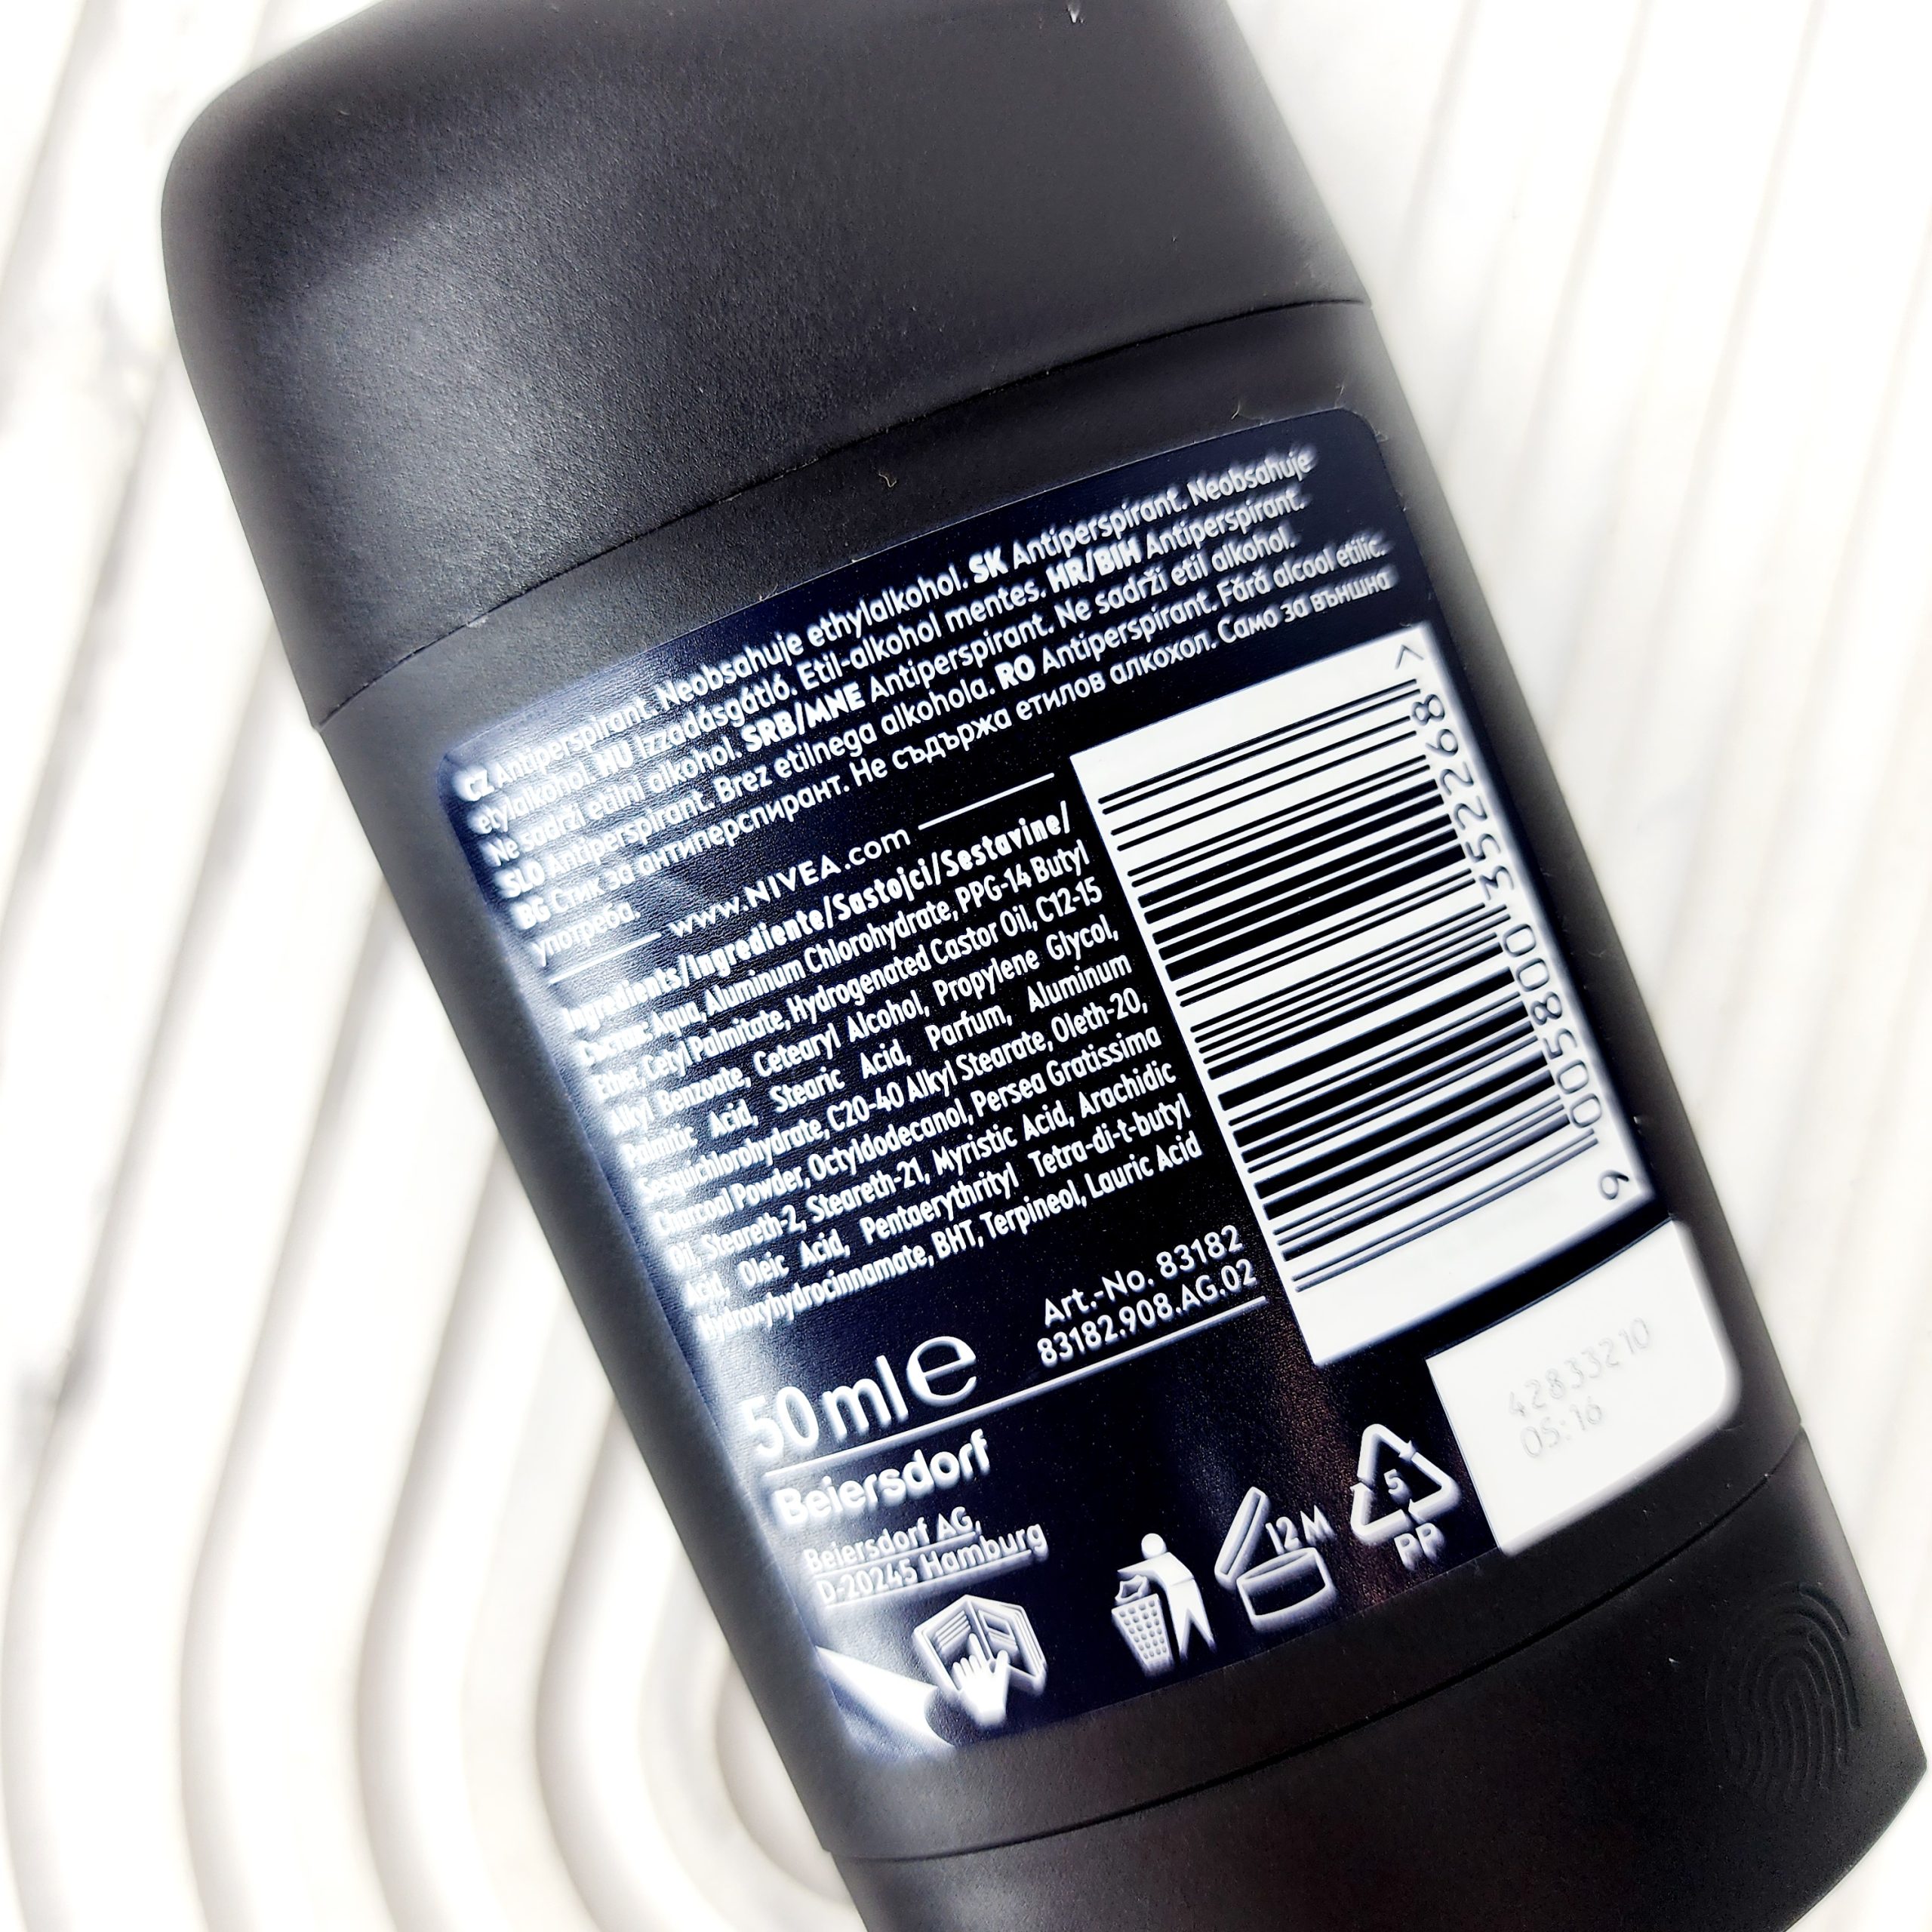 CZ Antiperspirant. Neobsahuje ethylalkohol. SK Antiperspirant. Neobsahuje
etylalkohol. HU Izzadásgátló. Etil-alkohol mentes. HR/BIH Antiperspirant.
Ne sadrži etilni alkohol. SRB/MNE Antiperspirant. Ne sadrži etil alkohol.
SLO Antiperspirant. Brez etilnega alkohola. RO Antiperspirant. Fără alcool etilic.
BG Стик за антиперспирант. Не съдържа етилов алкохол. Само за външна
употреба.
www.NIVEA.com
Ingredients/Ingrediente/Sastojci/Sestavine/
Състав: Aqua, Aluminum Chlorohydrate, PPG-14 Butyl
Ether, Cetyl Palmitate, Hydrogenated Castor Oil, C12-15
Alkyl Benzoate, Cetearyl Alcohol, Propylene Glycol,
Palmitic Acid, Stearic Acid, Parfum, Aluminum
Sesquichlorohydrate, C20-40 Alkyl Stearate, Oleth-20,
Charcoal Powder, Octyldodecanol, Persea Gratissima
Oil, Steareth-2, Steareth-21, Myristic Acid, Arachidic
Acid, Oleic Acid, Pentaerythrityl Tetra-di-t-butyl
Hydroxyhydrocinnamate, BHT, Terpineol, Lauric Acid
9 005800 352268 >
Art.-No. 83182
83182.908.AG.02
50 ml e
Beiersdorf
Beiersdorf AG,
D-20245 Hamburg
12 M
5
PP
42833210
05:16